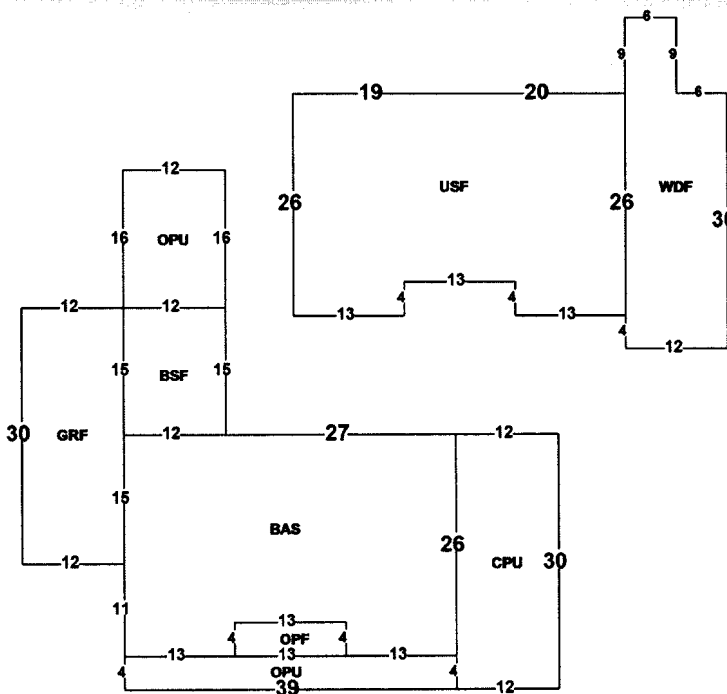 6
9 9
6
19 20
12
26 USF 26 WDF
16 OPU 16
13
4 4
12 12
13 13
4
12
15 BSF 15
30 GRF
12 27 12
15
BAS
26 CPU 30
12
11
13
4 OPF 4
13 13 13
4 OPU 4
39 12